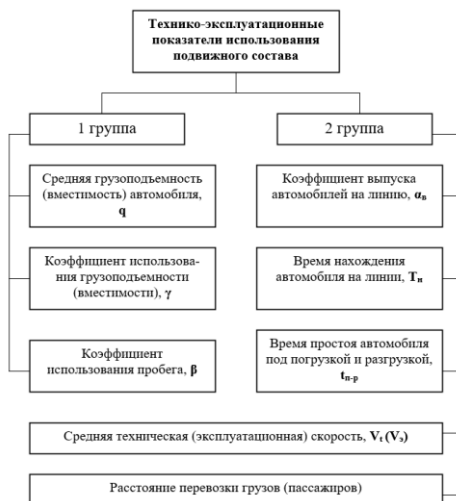 Технико-эксплуатационные
показатели использования
подвижного состава
1 группа
2 группа
Средняя грузоподъемность
(вместимость) автомобиля,
q
Коэффициент выпуска
автомобилей на линию, αв
Коэффициент использова-
ния грузоподъемности
(вместимости), γ
Время нахождения
автомобиля на линии, Tн
Коэффициент
использования пробега, β
Время простоя автомобиля
под погрузкой и разгрузкой,
tп-р
Средняя техническая (эксплуатационная) скорость, Vt (Vэ)
Расстояние перевозки грузов (пассажиров)